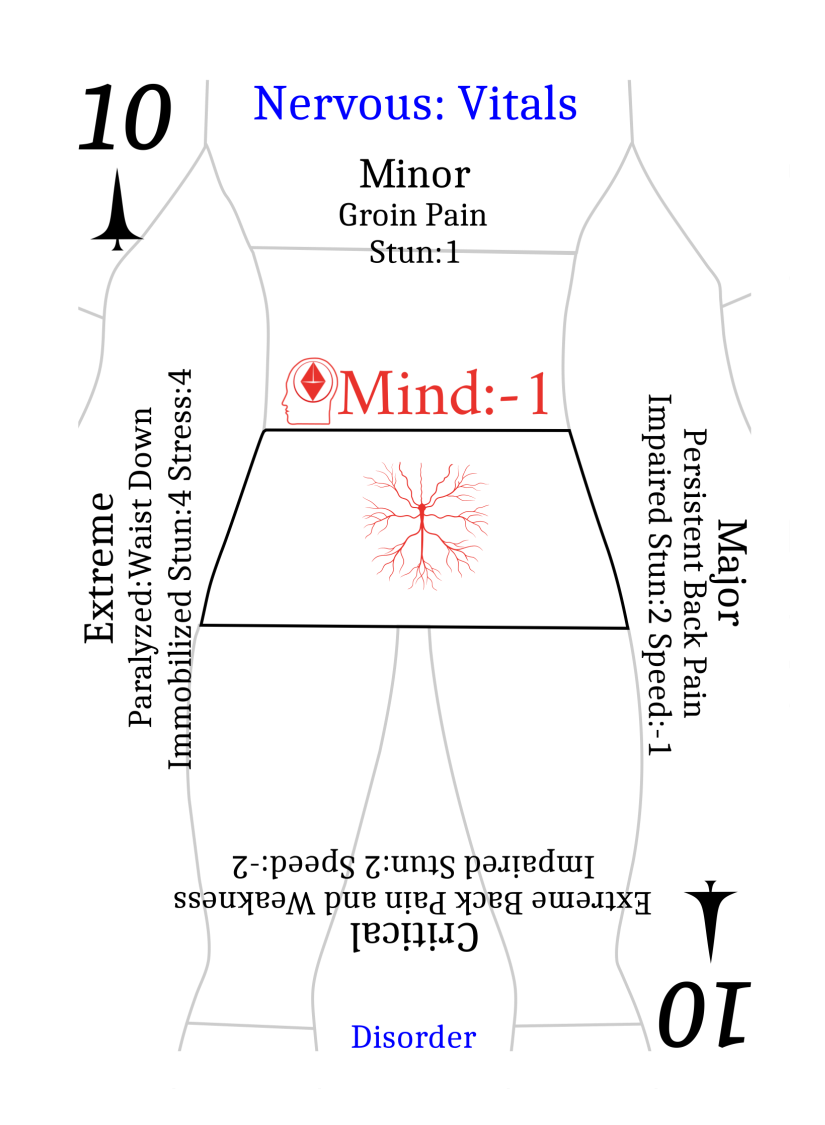 10
Nervous: Vitals
Minor
Groin Pain
Stun:1
Mind:-1
Extreme
Paralyzed:Waist Down
Immobilized Stun:4 Stress:4
Major
Persistent Back Pain
Impaired Stun:2 Speed:-1
Critical
Extreme Back Pain and Weakness
Impaired Stun:2 Speed:-2
10
Disorder